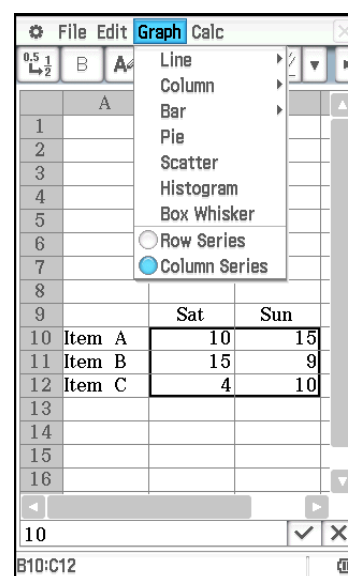 File Edit Graph Calc
0.5 1 2 B A
Line
Column
Bar
Pie
Scatter
Histogram
Box Whisker
Row Series
Column Series
A
1
2
3
4
5
6
7
8
9 Sat Sun
10 Item A 10 15
11 Item B 15 9
12 Item C 4 10
13
14
15
16
10
B10:C12